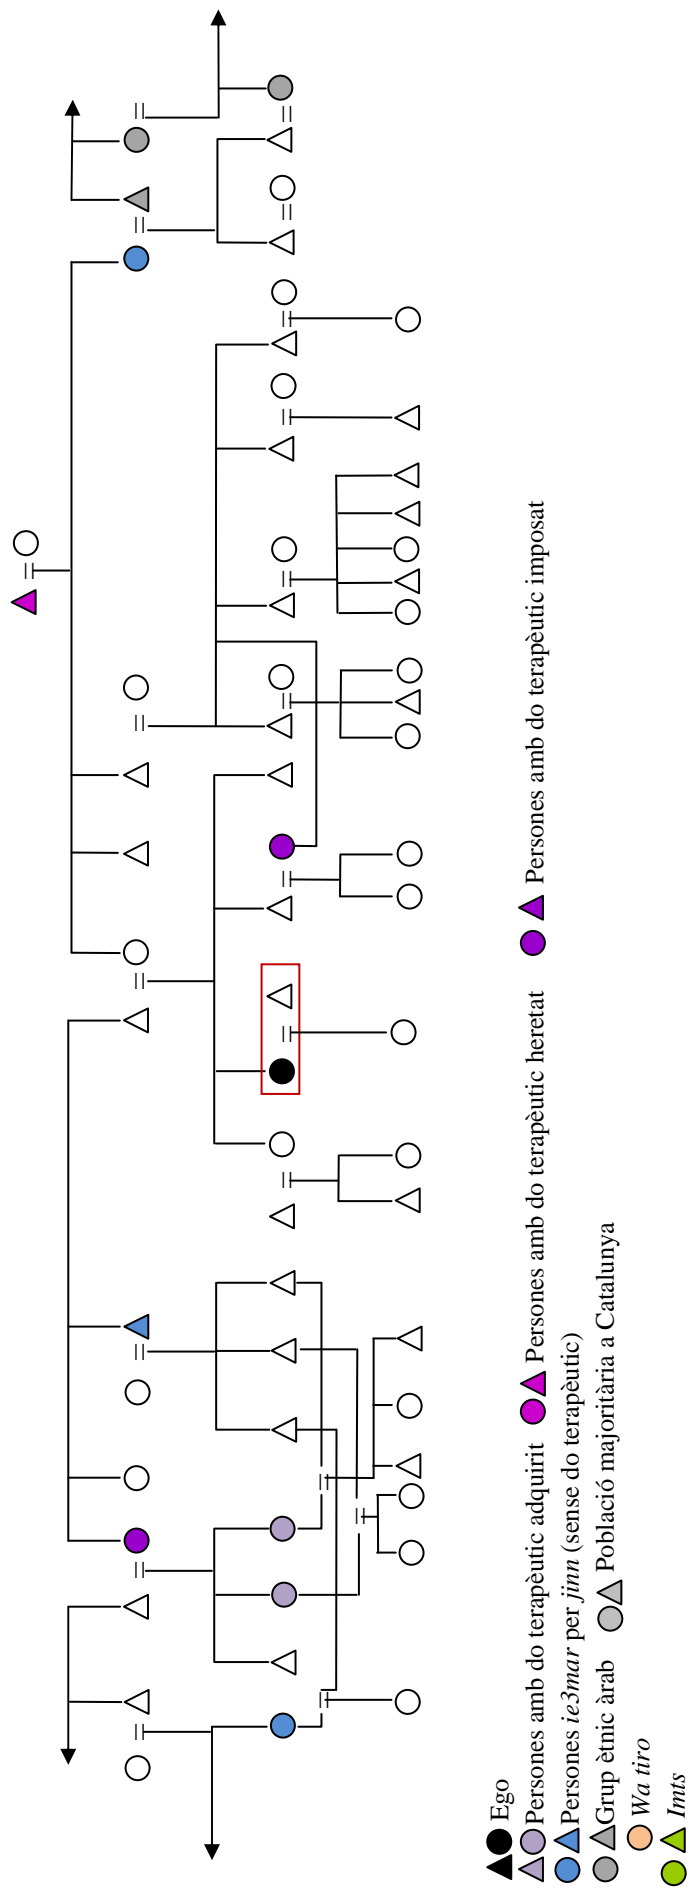 Ego
Persones amb do terapèutic adquirit Persones amb do terapèutic heretat Persones amb do terapèutic imposat
Persones ie3mar per jinn (sense do terapèutic)
Grup ètnic àrab Població majoritària a Catalunya
Wa tiro
Imts